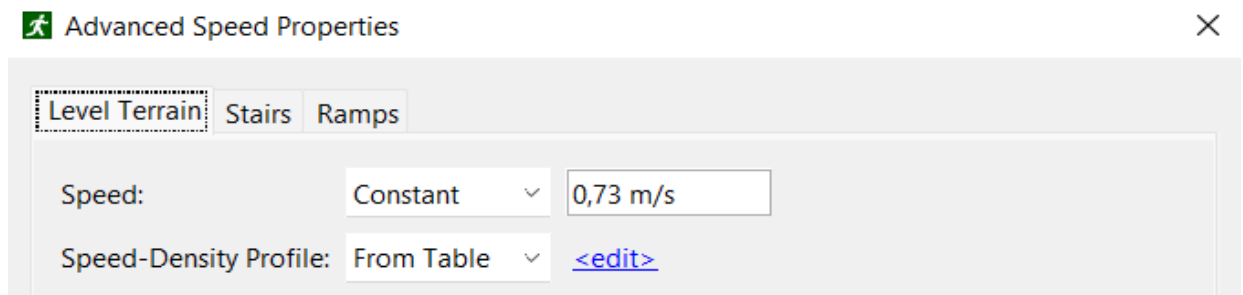 Advanced Speed Properties
Level Terrain Stairs Ramps
Speed: Constant 0,73 m/s
Speed-Density Profile: From Table <edit>